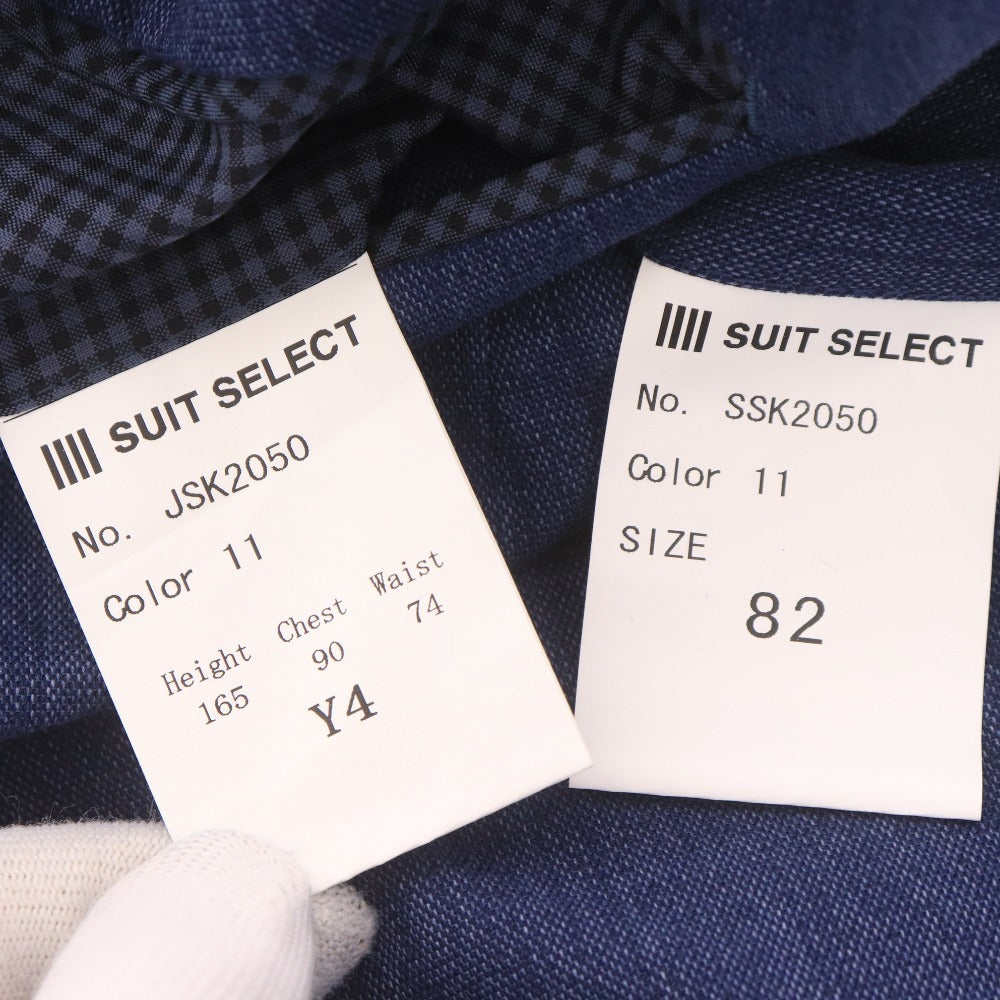 SUIT SELECT
No. JSK2050
Color 11
Height Chest Waist
165 90 74
Y4
SUIT SELECT
No. SSK2050
Color 11
SIZE
82